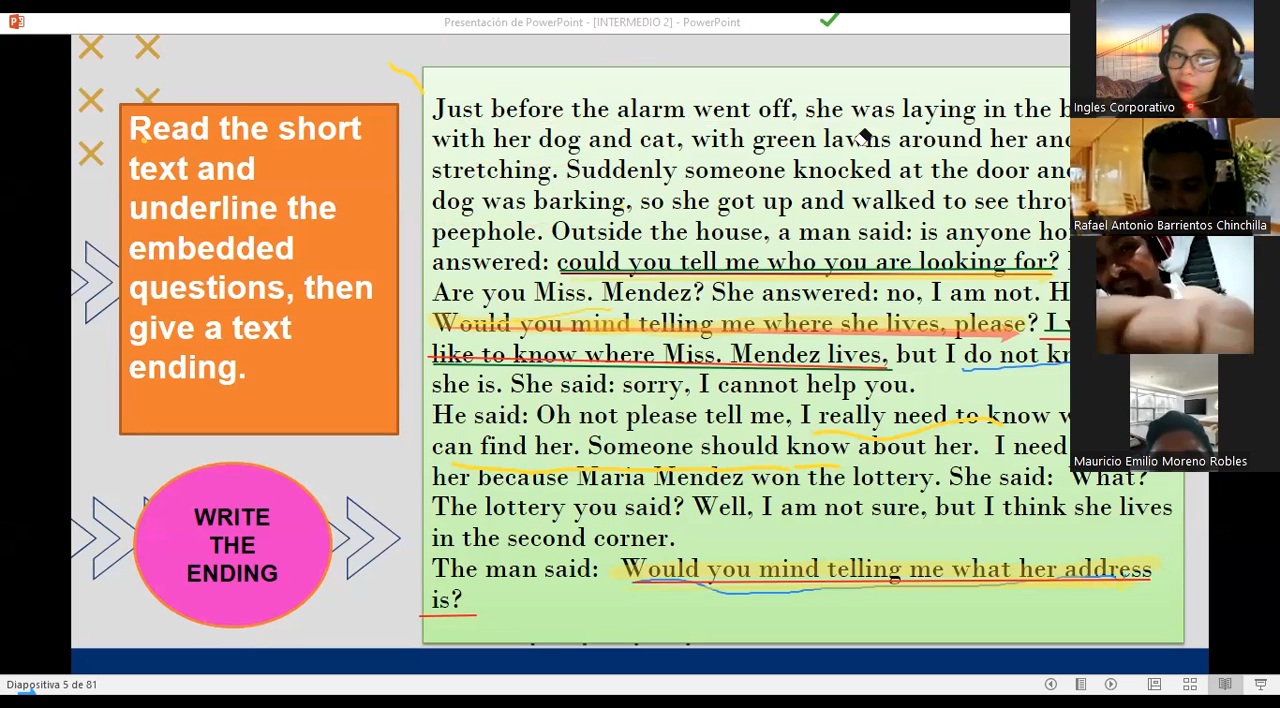 Presentación de PowerPoint - [INTERMEDIO 2] - PowerPoint
Read the short
text and
underline the
embedded
questions, then
give a text
ending.
WRITE
THE
ENDING
Just before the alarm went off, she was laying in the
with her dog and cat, with green lawns around her and
stretching. Suddenly someone knocked at the door and
dog was barking, so she got up and walked to see
peephole. Outside the house, a man said: is anyone
answered: could you tell me who you are looking for?
Are you Miss. Mendez? She answered: no, I am not.
Would you mind telling me where she lives, please? I
like to know where Miss. Mendez lives, but I do not
she is. She said: sorry, I cannot help you.
He said: Oh not please tell me, I really need to know
can find her. Someone should know about her. I need
her because Maria Mendez won the lottery. She said: What?
The lottery you said? Well, I am not sure, but I think she lives
in the second corner.
The man said: Would you mind telling me what her address
is?
Ingles Corporativo
Rafael Antonio Barrientos Chinchilla
Mauricio Emilio Moreno Robles
Diapositiva 5 de 81